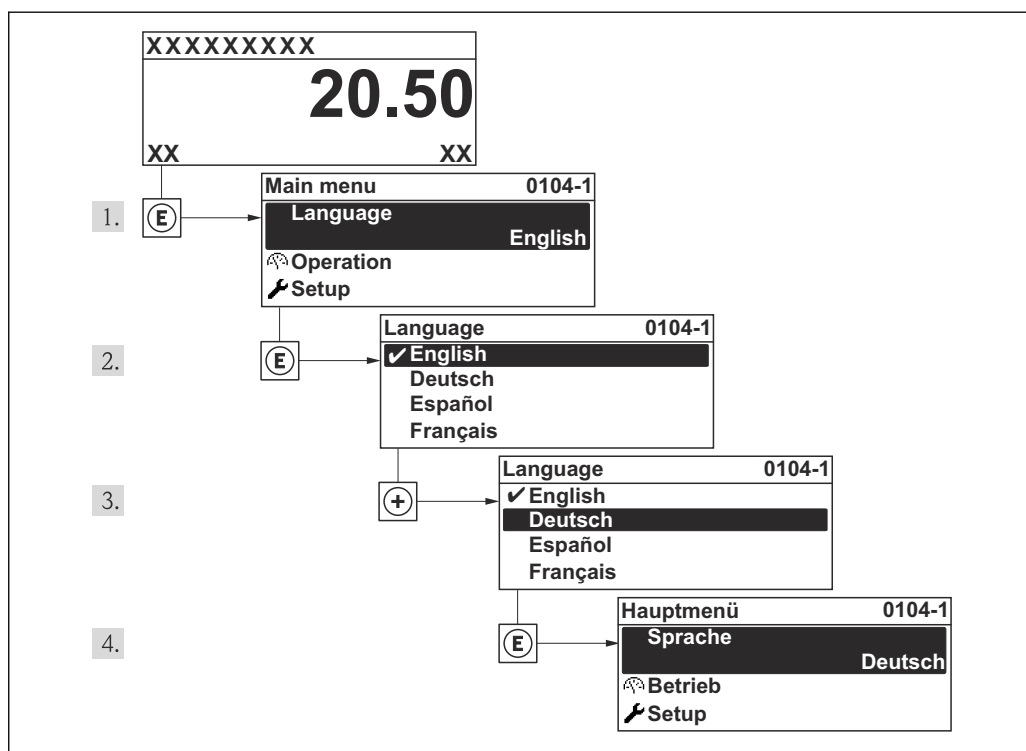 XXXXXXXXX
20.50
XX XX
1. E
Main menu 0104-1
Language
English
Operation
Setup
2. E
Language 0104-1
✔English
Deutsch
Español
Français
3. +
Language 0104-1
✔English
Deutsch
Español
Français
4. E
Hauptmenü 0104-1
Sprache
Deutsch
Betrieb
Setup